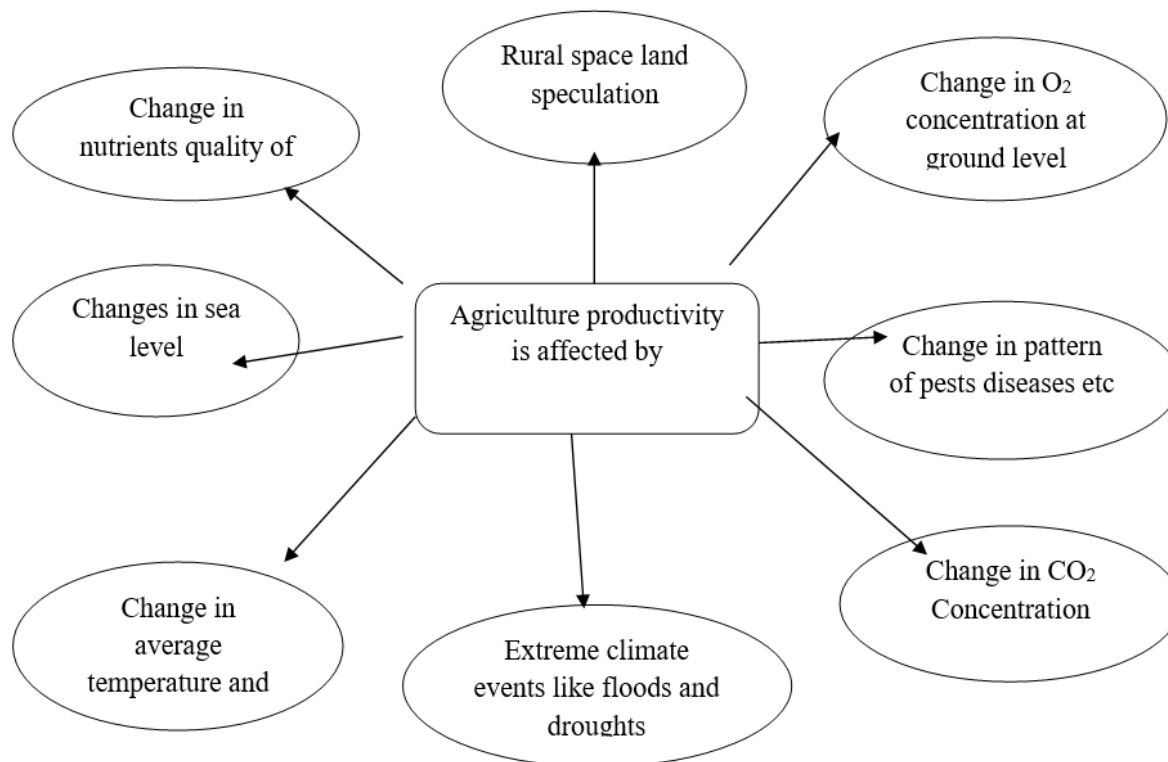 Rural space land
speculation
Change in O₂
concentration at
ground level
Change in
nutrients quality of
Changes in sea
level
Agriculture productivity
is affected by
Change in pattern
of pests diseases etc
Change in CO₂
Concentration
Change in
average
temperature and
Extreme climate
events like floods and
droughts